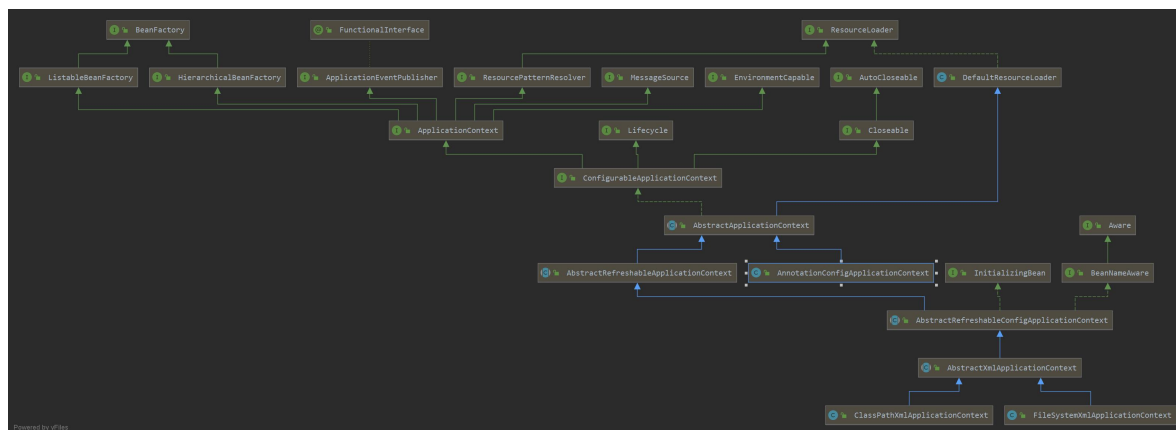 BeanFactory
FunctionalInterface
ResourceLoader
ListableBeanFactory
HierarchicalBeanFactory
ApplicationEventPublisher
ResourcePatternResolver
MessageSource
EnvironmentCapable
AutoCloseable
DefaultResourceLoader
ApplicationContext
Lifecycle
Closeable
ConfigurableApplicationContext
AbstractApplicationContext
Aware
AbstractRefreshableApplicationContext
AnnotationConfigApplicationContext
InitializingBean
BeanNameAware
AbstractRefreshableConfigApplicationContext
AbstractXmlApplicationContext
ClassPathXmlApplicationContext
FileSystemXmlApplicationContext
Powered by yFiles